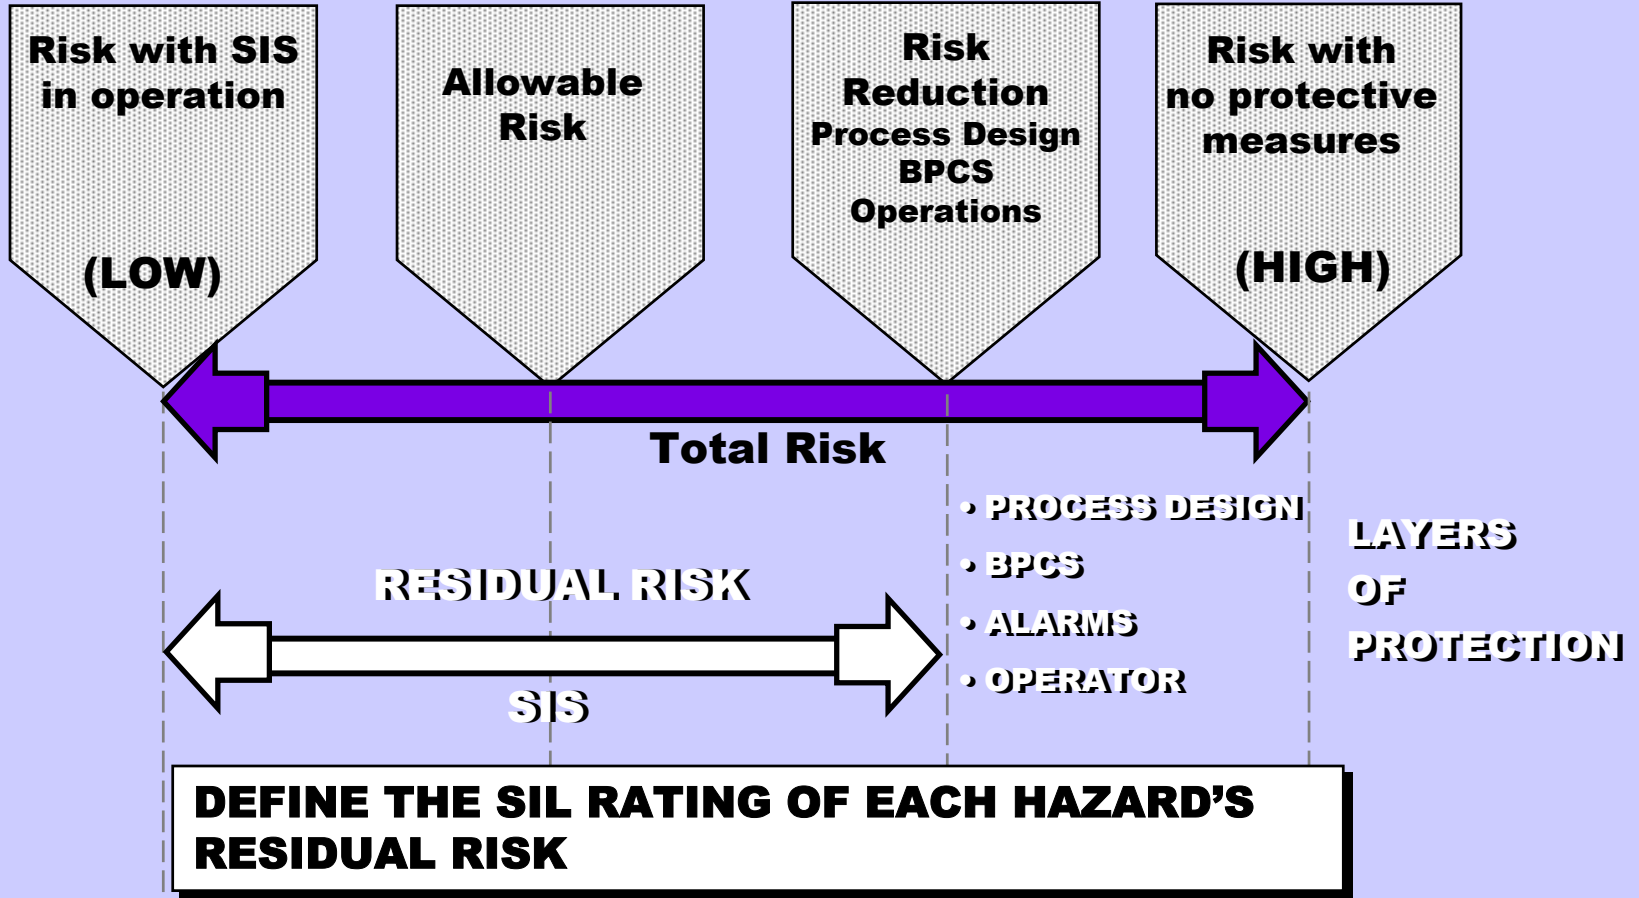 Risk with SIS
in operation
(LOW)
Allowable
Risk
Risk
Reduction
Process Design
BPCS
Operations
Risk with
no protective
measures
(HIGH)
Total Risk
• PROCESS DESIGN
• BPCS
• ALARMS
• OPERATOR
LAYERS
OF
PROTECTION
RESIDUAL RISK
SIS
DEFINE THE SIL RATING OF EACH HAZARD’S
RESIDUAL RISK